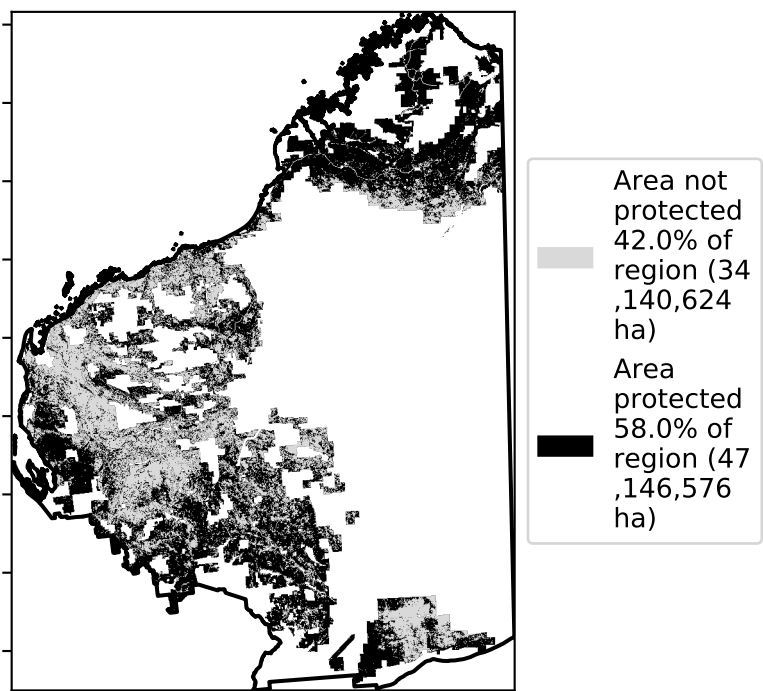 Area not
protected
42.0% of
region (34
,140,624
ha)
Area
protected
58.0% of
region (47
,146,576
ha)